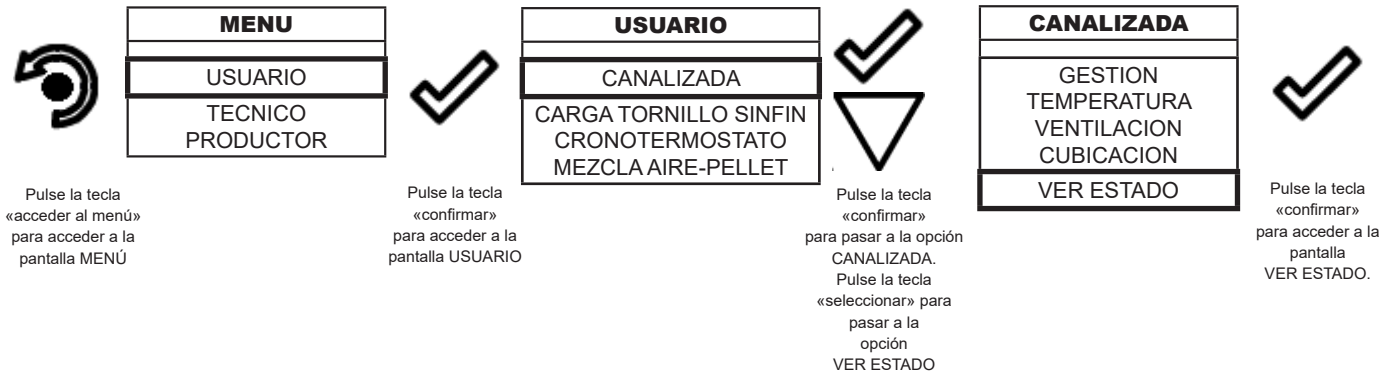 MENU
USUARIO
TECNICO
PRODUCTOR
Pulse la tecla
«acceder al menú»
para acceder a la
pantalla MENÚ
Pulse la tecla
«confirmar»
para acceder a la
pantalla USUARIO
USUARIO
CANALIZADA
CARGA TORNILLO SINFIN
CRONOTERMOSTATO
MEZCLA AIRE-PELLET
Pulse la tecla
«confirmar»
para pasar a la opción
CANALIZADA.
Pulse la tecla
«seleccionar» para
pasar a la
opción
VER ESTADO
CANALIZADA
GESTION
TEMPERATURA
VENTILACION
CUBICACION
VER ESTADO
Pulse la tecla
«confirmar»
para acceder a la
pantalla
VER ESTADO.